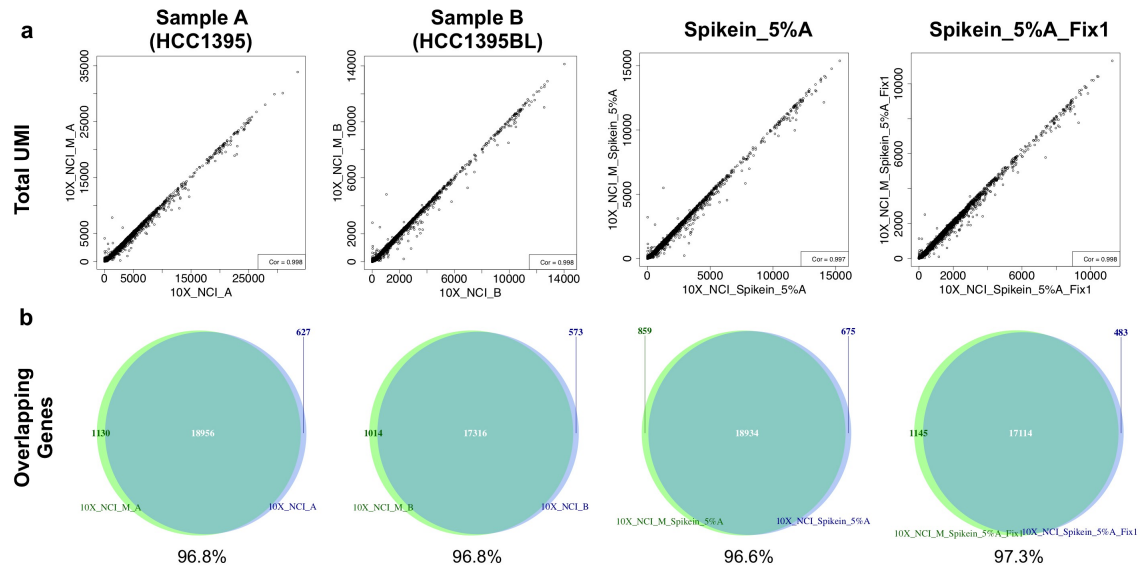 a
Sample A
(HCC1395)
Sample B
(HCC1395BL)
Spikein_5%A
Spikein_5%A_Fix1
Total UMI
10X_NCI_M_A
0 5000 15000 25000 35000
0 5000 15000 25000
10X_NCI_A
Cor = 0.998
10X_NCI_M_B
0 2000 6000 10000 14000
0 2000 6000 10000 14000
10X_NCI_B
Cor = 0.998
10X_NCI_M_Spikein_5%A
0 5000 10000 15000
0 5000 10000 15000
10X_NCI_Spikein_5%A
Cor = 0.997
10X_NCI_M_Spikein_5%A_Fix1
0 2000 6000 10000
0 2000 6000 10000
10X_NCI_Spikein_5%A_Fix1
Cor = 0.998
b
Overlapping
Genes
627
1130
18956
10X_NCI_M_A
10X_NCI_A
96.8%
573
1014
17316
10X_NCI_M_B
10X_NCI_B
96.8%
859
675
18934
10X_NCI_M_Spikein_5%A
10X_NCI_Spikein_5%A
96.6%
483
1145
17114
10X_NCI_M_Spikein_5%A_Fix1
10X_NCI_Spikein_5%A_Fix1
97.3%